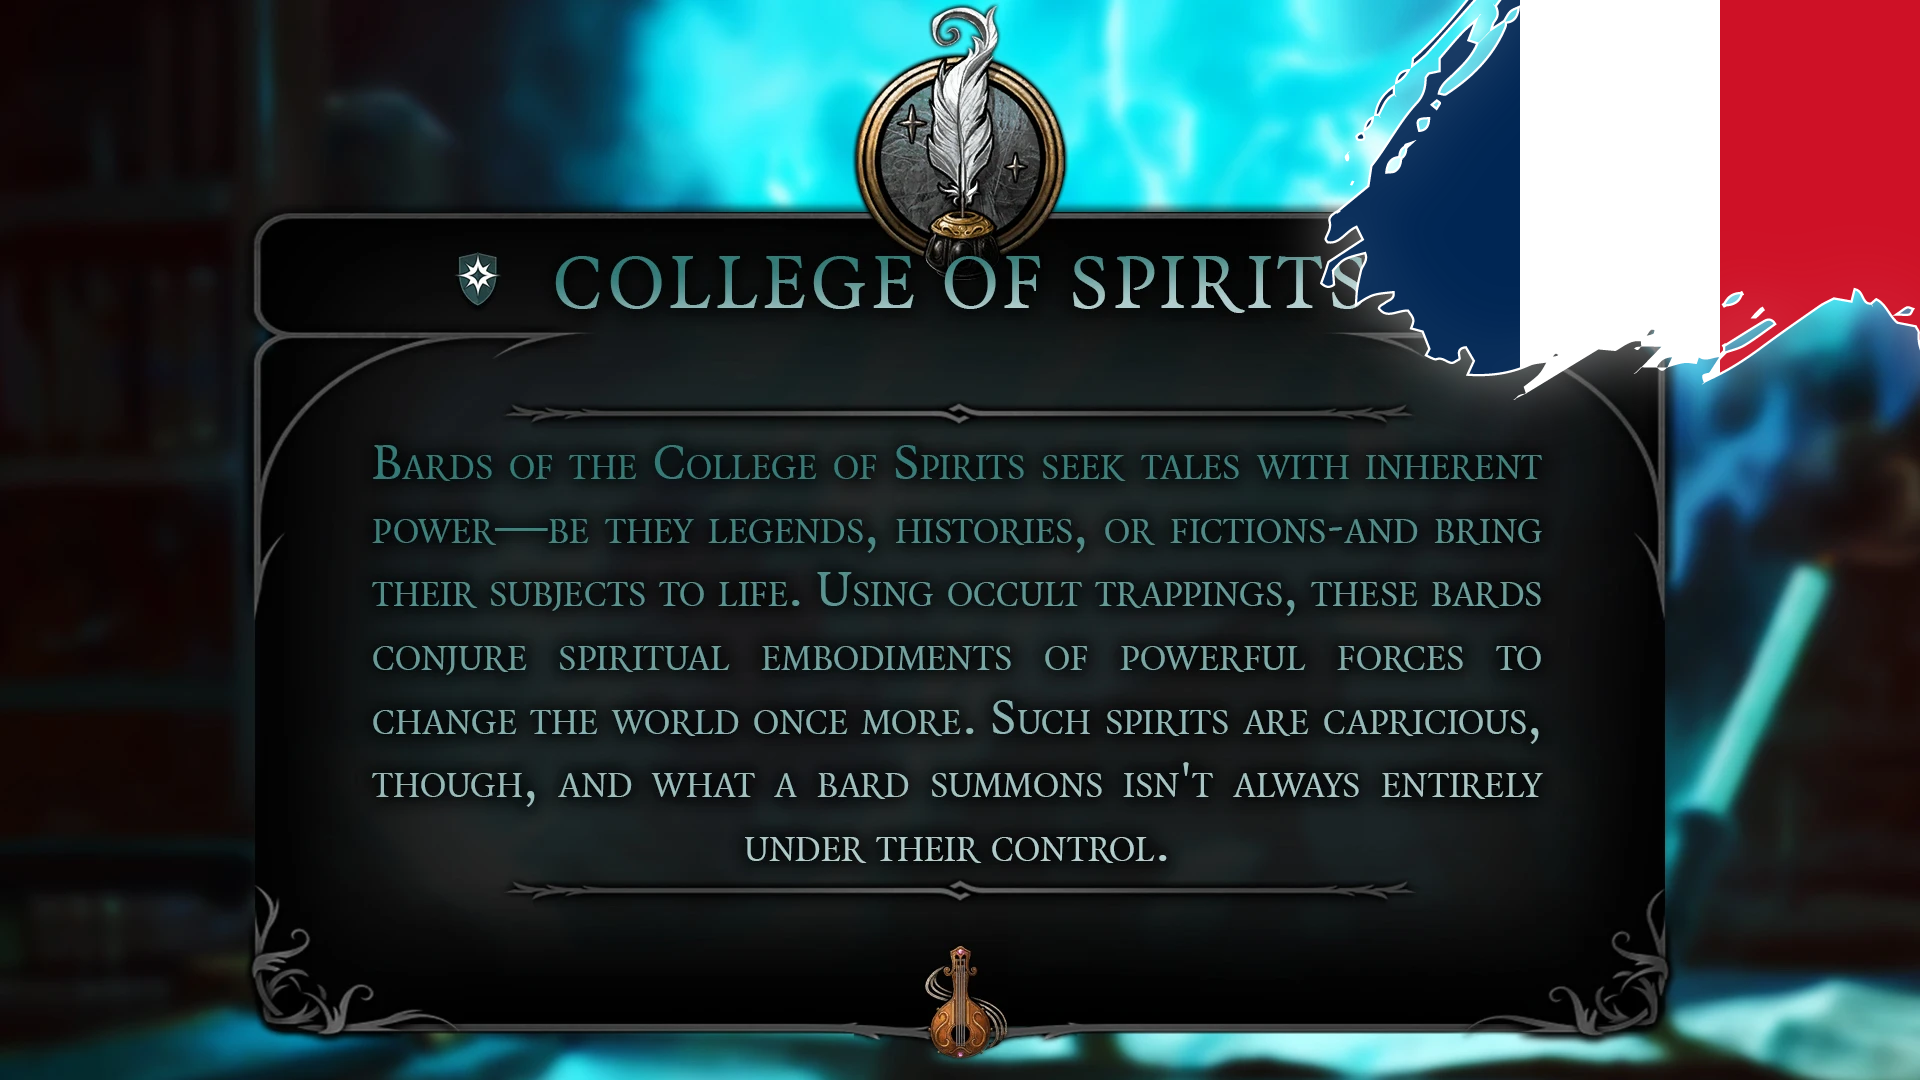 COLLEGE OF SPIRITS
Bards of the College of Spirits seek tales with inherent
power—be they legends, histories, or fictions-and bring
their subjects to life. Using occult trappings, these bards
conjure spiritual embodiments of powerful forces to
change the world once more. Such spirits are capricious,
though, and what a bard summons isn't always entirely
under their control.